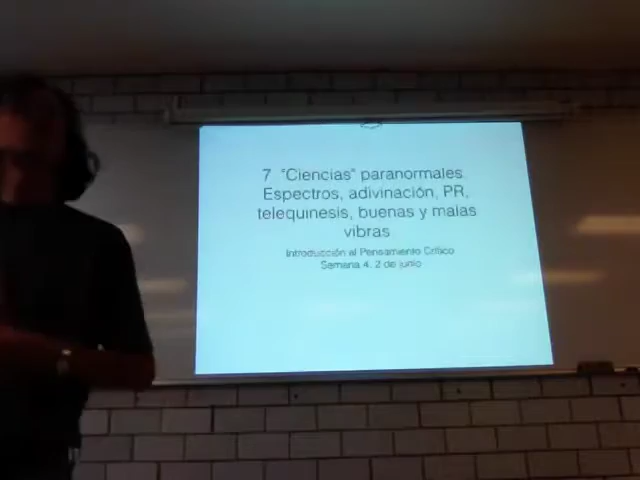 7 "Ciencias" paranormales
Espectros, adivinación, PR,
telequinesis, buenas y malas
vibras
Introducción al Pensamiento Crítico
Semana 4. 2 de junio